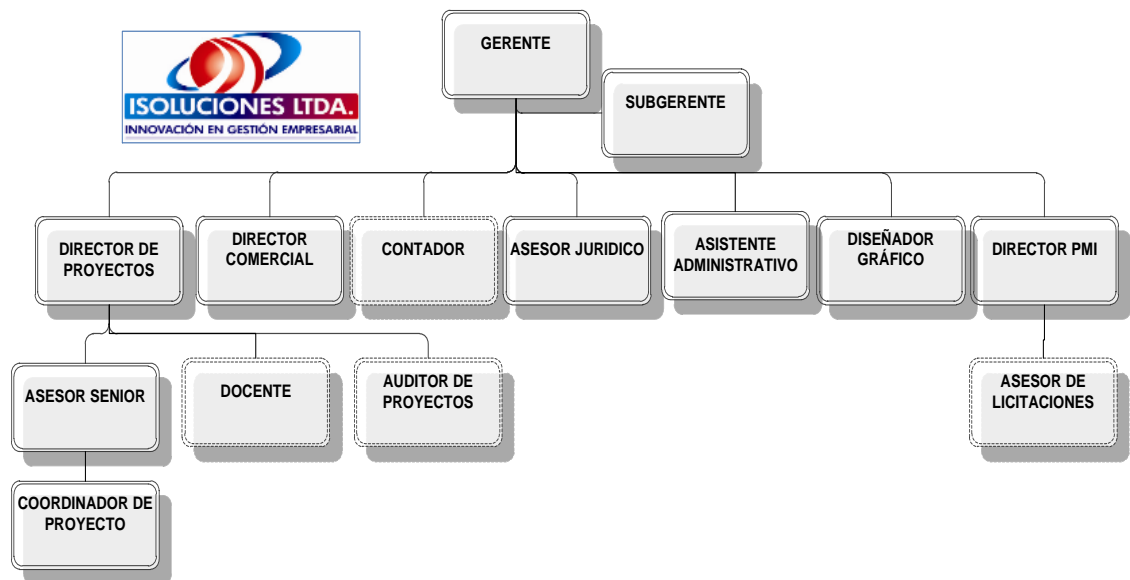 ISOLUCIONES LTDA.
INNOVACIÓN EN GESTIÓN EMPRESARIAL
GERENTE
SUBGERENTE
DIRECTOR DE
PROYECTOS
DIRECTOR
COMERCIAL
CONTADOR
ASESOR JURIDICO
ASISTENTE
ADMINISTRATIVO
DISEÑADOR
GRÁFICO
DIRECTOR PMI
ASESOR SENIOR
DOCENTE
AUDITOR DE
PROYECTOS
ASESOR DE
LICITACIONES
COORDINADOR DE
PROYECTO